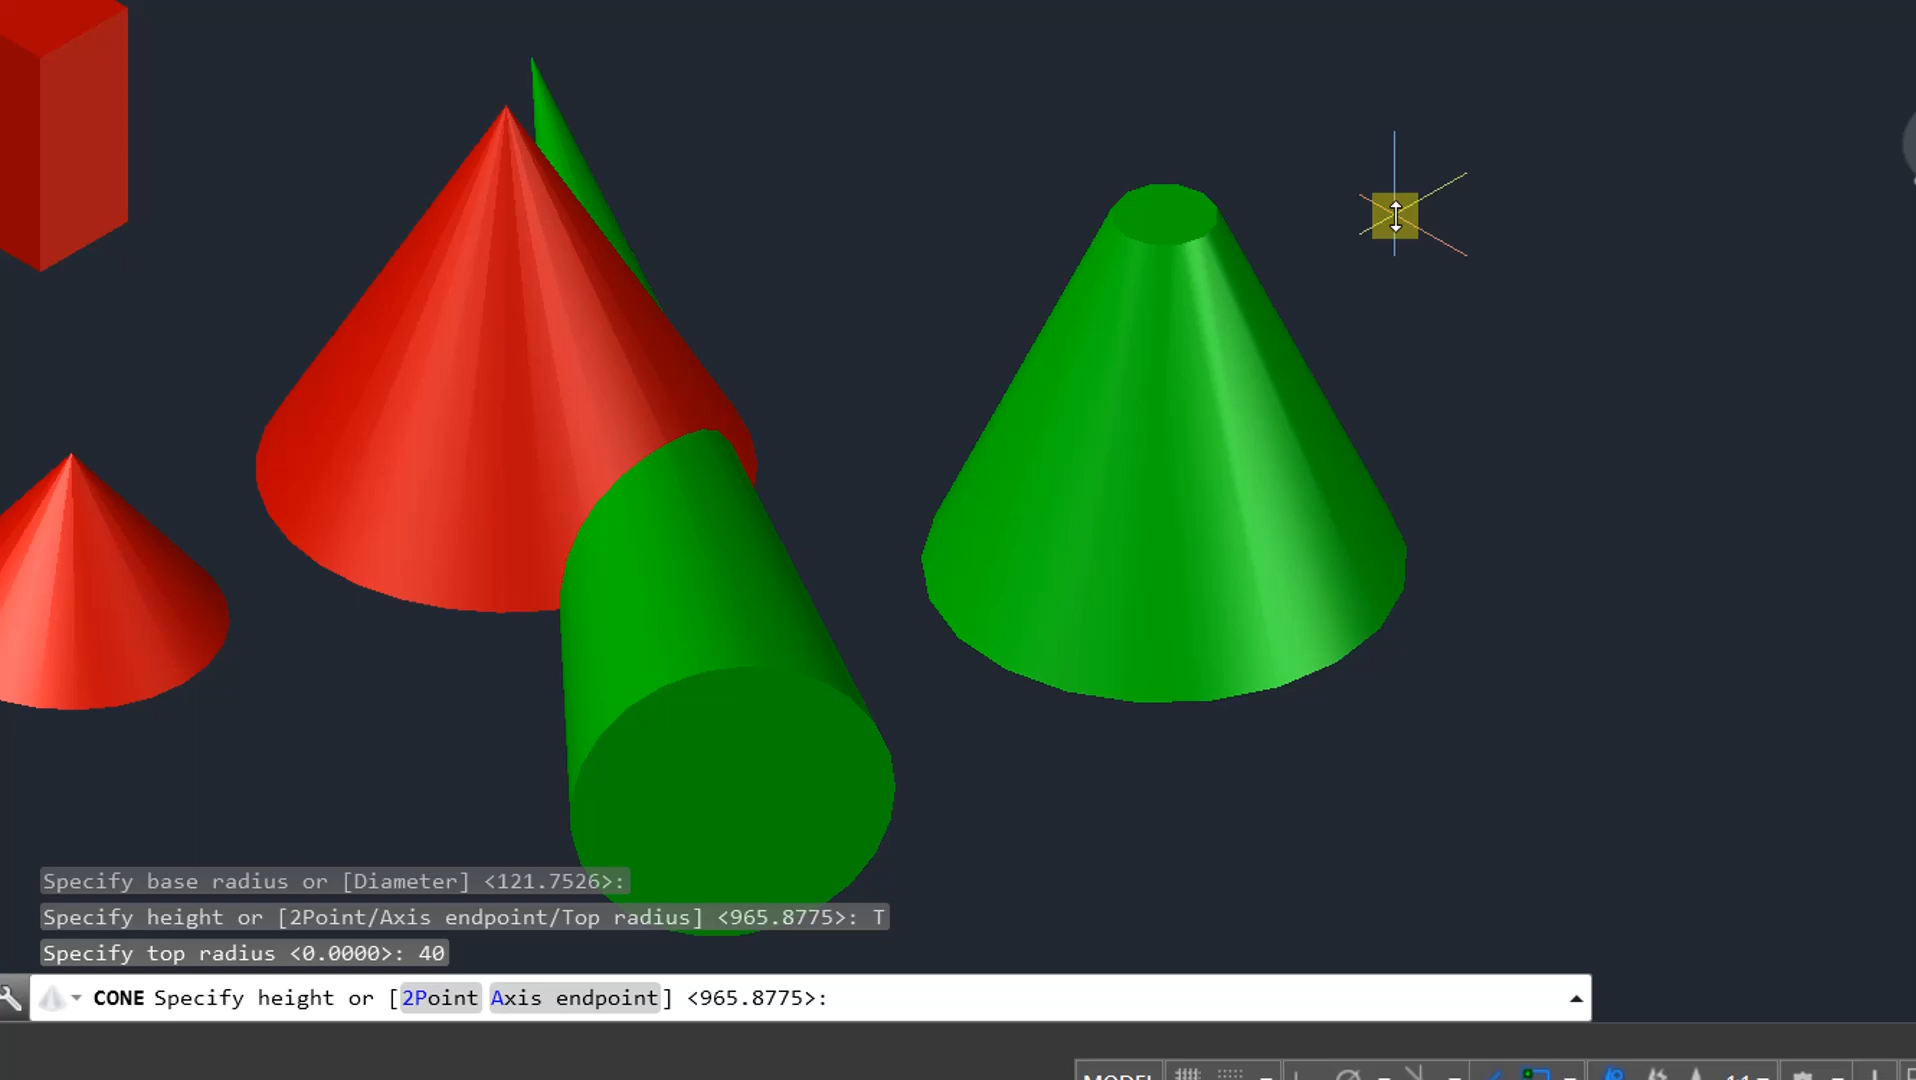 Specify base radius or [Diameter] <121.7526>:
Specify height or [2Point/Axis endpoint/Top radius] <965.8775>: T
Specify top radius <0.0000>: 40
CONE Specify height or [2Point Axis endpoint] <965.8775>:
MODEL